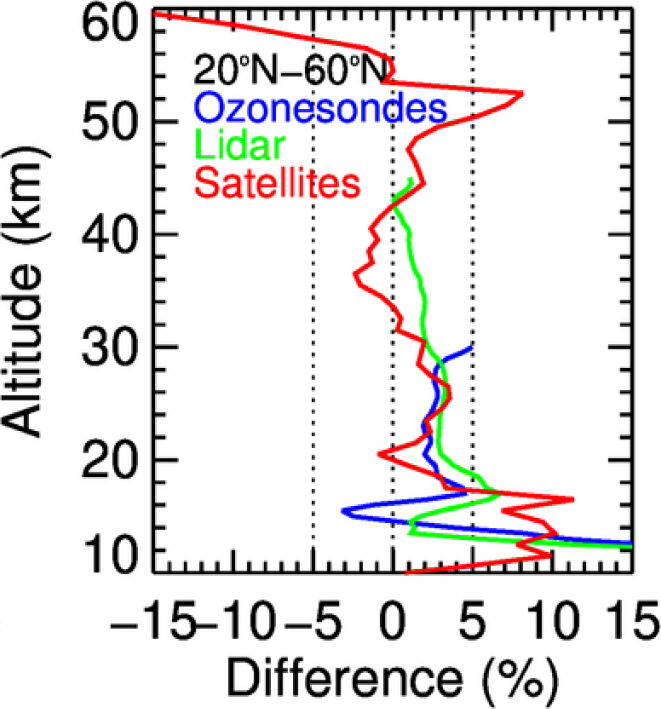 60
50
40
30
20
10
Altitude (km)
20°N−60°N
Ozonesondes
Lidar
Satellites
−15−10 −5 0 5 10 15
Difference (%)